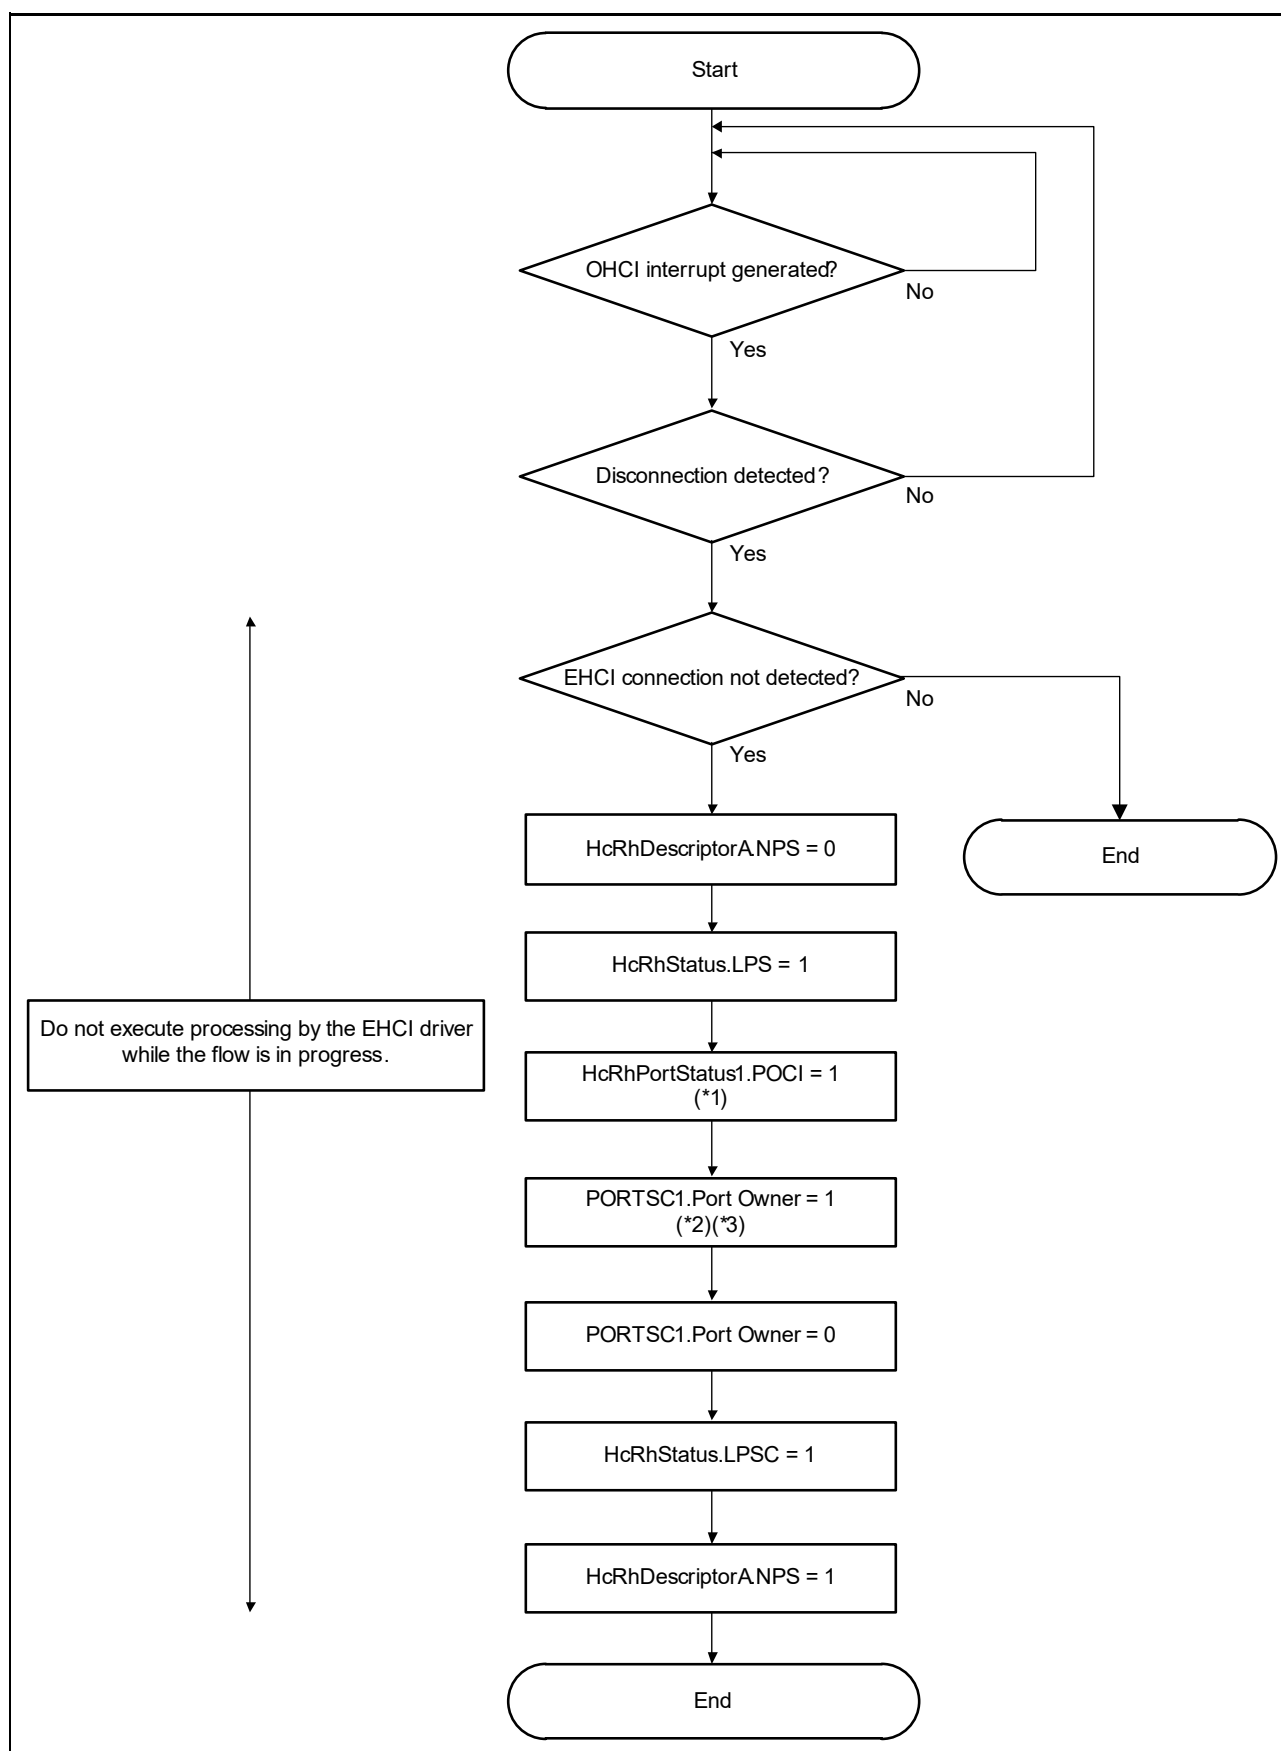 Start
OHCI interrupt generated?
No
Yes
Disconnection detected?
No
Yes
EHCI connection not detected?
No
Yes
HcRhDescriptorA.NPS = 0
End
HcRhStatus.LPS = 1
Do not execute processing by the EHCI driver
while the flow is in progress.
HcRhPortStatus1.POCI = 1
(*1)
PORTSC1.Port Owner = 1
(*2)(*3)
PORTSC1.Port Owner = 0
HcRhStatus.LPSC = 1
HcRhDescriptorA.NPS = 1
End